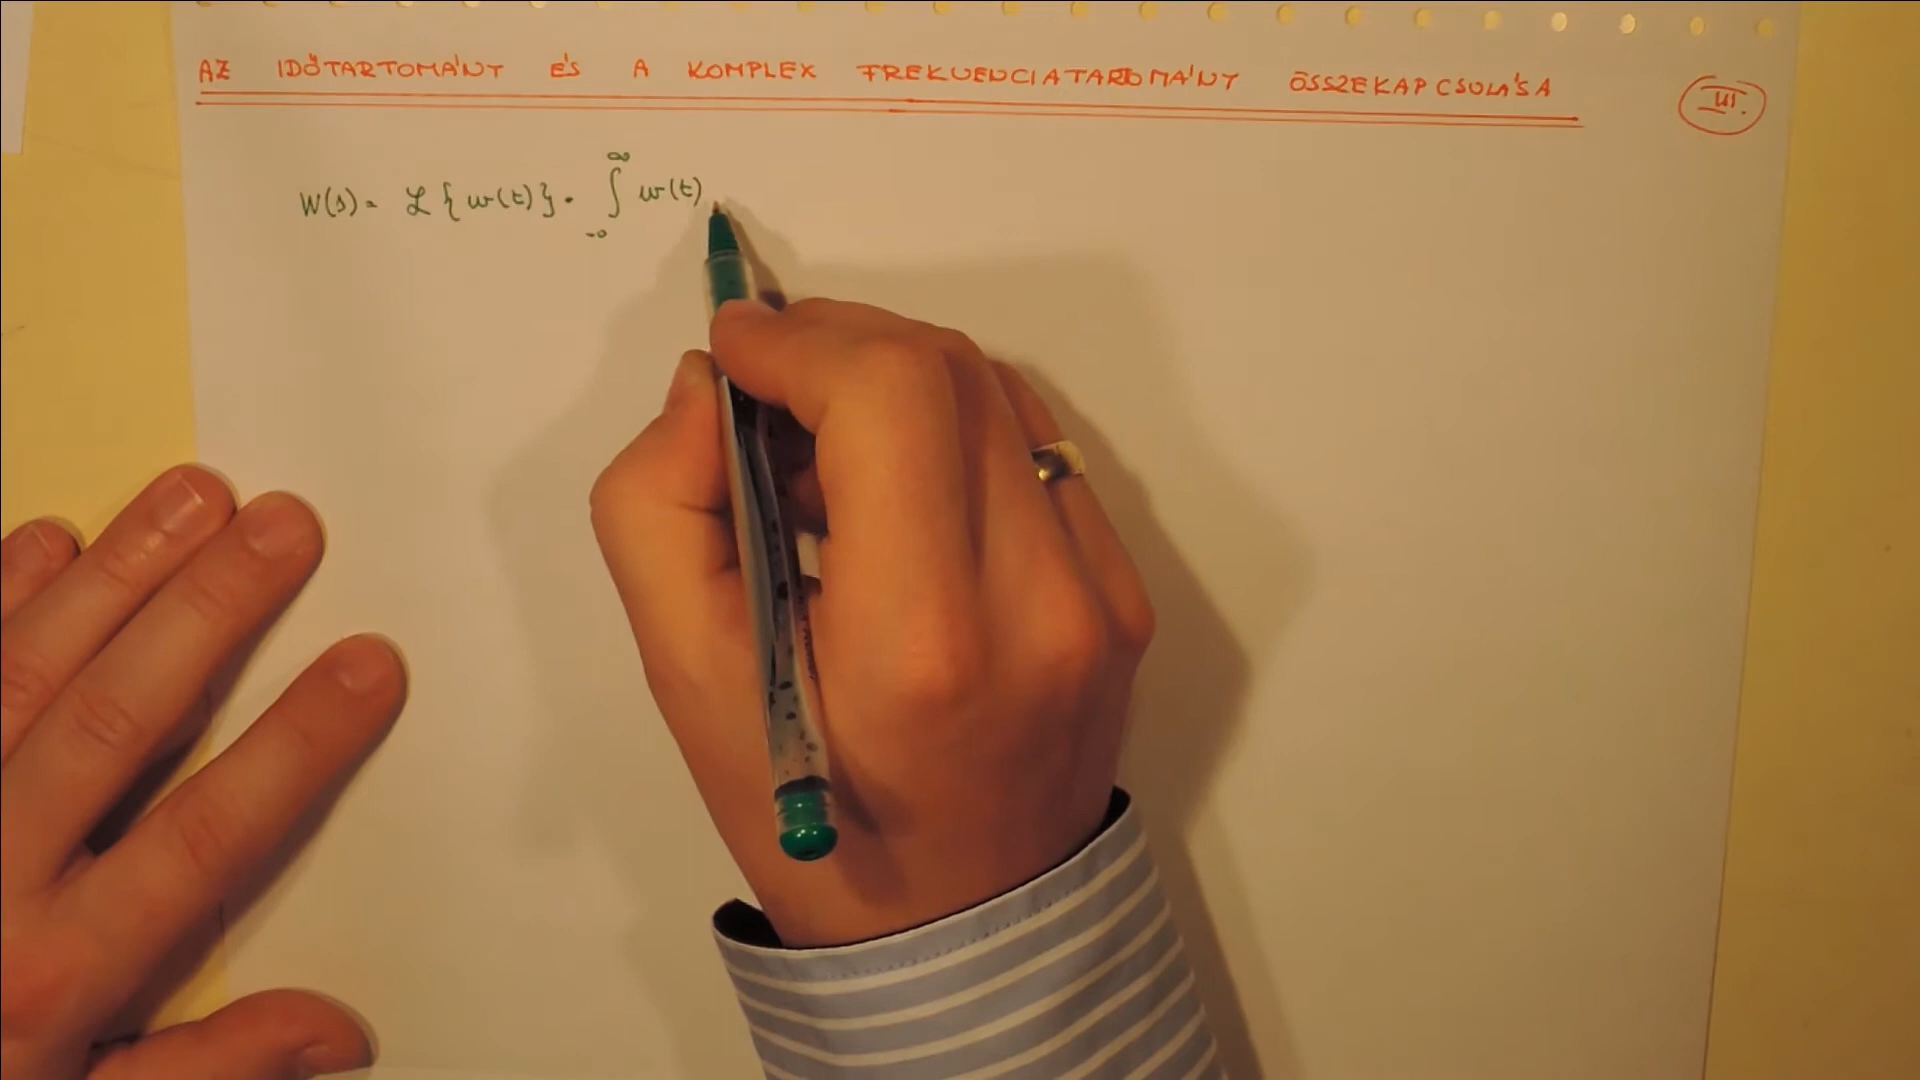 AZ IDŐTARTOMÁNY ÉS A KOMPLEX FREKVENCIATARTOMÁNY ÖSSZEKAPCSOLÁSA III.
W(s) = ℒ{w(t)} = ∫_{-0}^{∞} w(t)